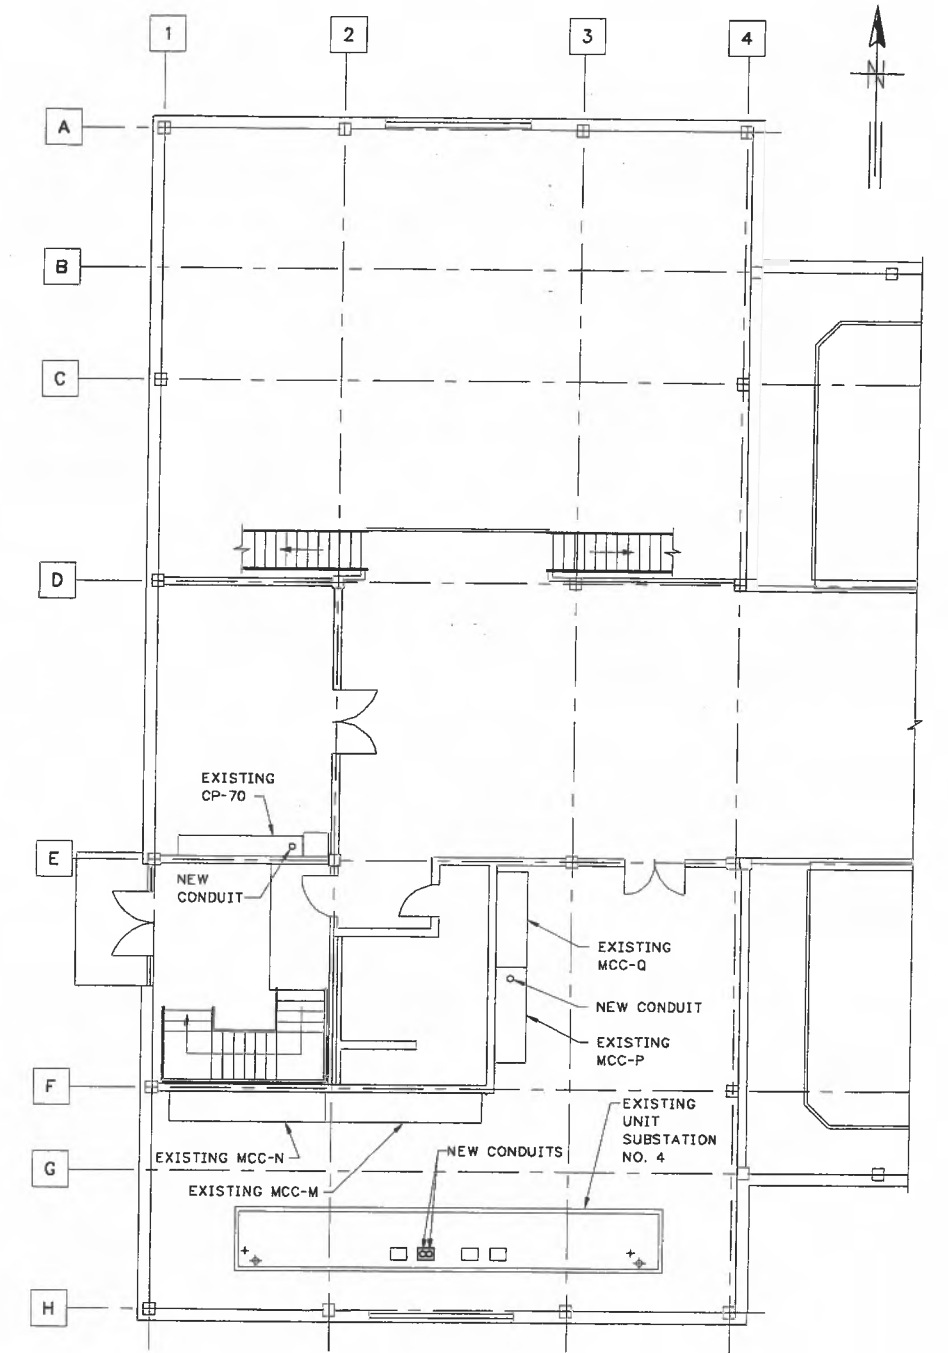 1
2
3
4
N
A
B
C
D
EXISTING
CP-70
E
NEW
CONDUIT
EXISTING
MCC-Q
NEW CONDUIT
EXISTING
MCC-P
F
EXISTING
UNIT
SUBSTATION
NO. 4
NEW CONDUITS
EXISTING MCC-N
G
EXISTING MCC-M
H